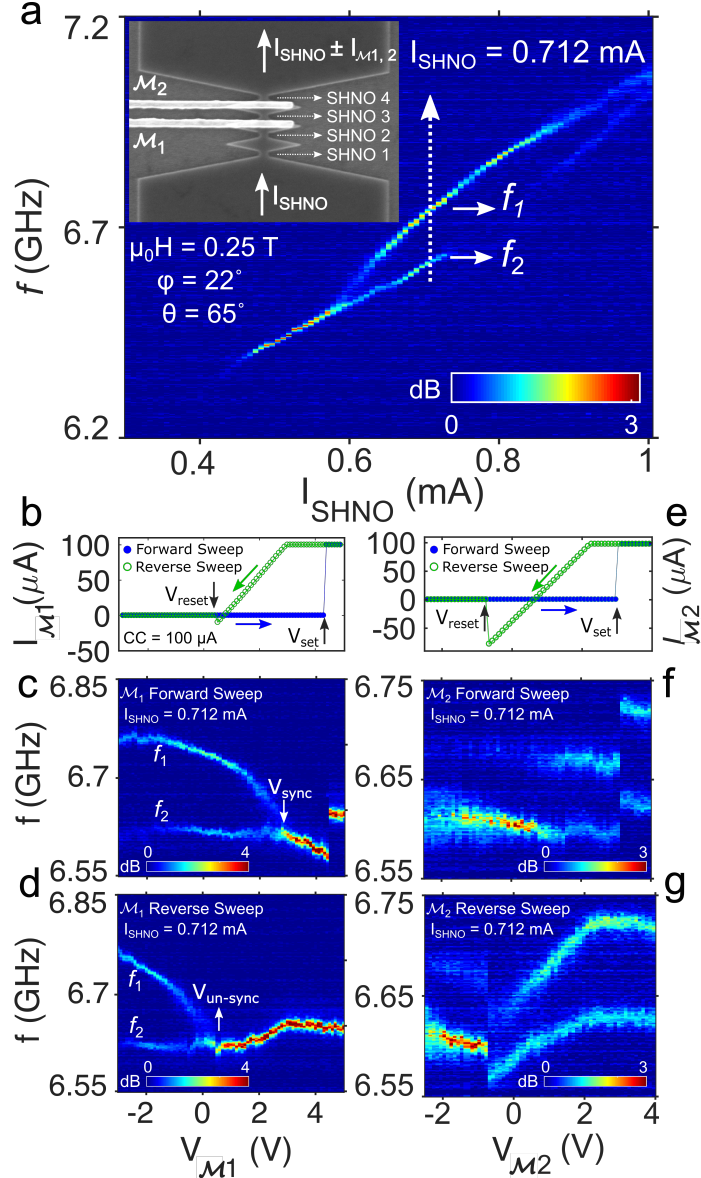 a
7.2
6.7
6.2
f (GHz)
I_SHNO ± I_ℳ1, 2
ℳ2
ℳ1
SHNO 4
SHNO 3
SHNO 2
SHNO 1
I_SHNO
I_SHNO = 0.712 mA
f1
f2
μ0H = 0.25 T
φ = 22°
θ = 65°
dB
0 3
0.4 0.6 0.8 1
I_SHNO (mA)
b
100
50
0
-50
I_ℳ1 (μA)
Forward Sweep
Reverse Sweep
V_reset
V_set
CC = 100 μA
e
100
50
0
-50
I_ℳ2 (μA)
Forward Sweep
Reverse Sweep
V_reset
V_set
c
6.85
6.7
6.55
f (GHz)
ℳ1 Forward Sweep
I_SHNO = 0.712 mA
f1
f2
V_sync
0 4
dB
f
6.75
6.65
6.55
ℳ2 Forward Sweep
I_SHNO = 0.712 mA
0 3
dB
d
6.85
6.7
6.55
f (GHz)
ℳ1 Reverse Sweep
I_SHNO = 0.712 mA
f1
f2
V_un-sync
0 4
dB
-2 0 2 4
V_ℳ1 (V)
g
6.75
6.65
6.55
ℳ2 Reverse Sweep
I_SHNO = 0.712 mA
0 3
dB
-2 0 2 4
V_ℳ2 (V)